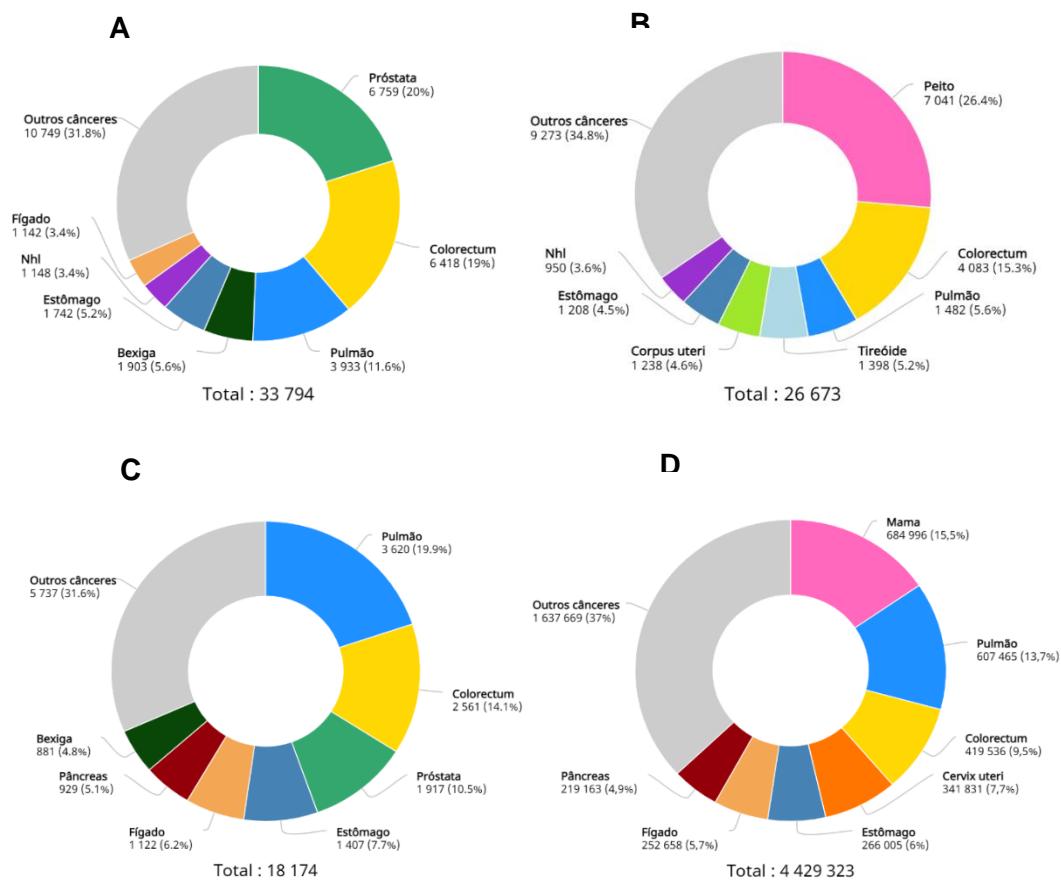 A
Próstata
6 759 (20%)
Outros cânceres
10 749 (31.8%)
Fígado
1 142 (3.4%)
Nhl
1 148 (3.4%)
Colorectum
6 418 (19%)
Estômago
1 742 (5.2%)
Bexiga
1 903 (5.6%)
Pulmão
3 933 (11.6%)
Total : 33 794
B
Peito
7 041 (26.4%)
Outros cânceres
9 273 (34.8%)
Nhl
950 (3.6%)
Colorectum
4 083 (15.3%)
Estômago
1 208 (4.5%)
Pulmão
1 482 (5.6%)
Corpus uteri
1 238 (4.6%)
Tireóide
1 398 (5.2%)
Total : 26 673
C
Pulmão
3 620 (19.9%)
Outros cânceres
5 737 (31.6%)
Colorectum
2 561 (14.1%)
Bexiga
881 (4.8%)
Pâncreas
929 (5.1%)
Próstata
1 917 (10.5%)
Fígado
1 122 (6.2%)
Estômago
1 407 (7.7%)
Total : 18 174
D
Mama
684 996 (15,5%)
Outros cânceres
1 637 669 (37%)
Pulmão
607 465 (13,7%)
Colorectum
419 536 (9,5%)
Pâncreas
219 163 (4,9%)
Cervix uteri
341 831 (7,7%)
Fígado
252 658 (5,7%)
Estômago
266 005 (6%)
Total : 4 429 323